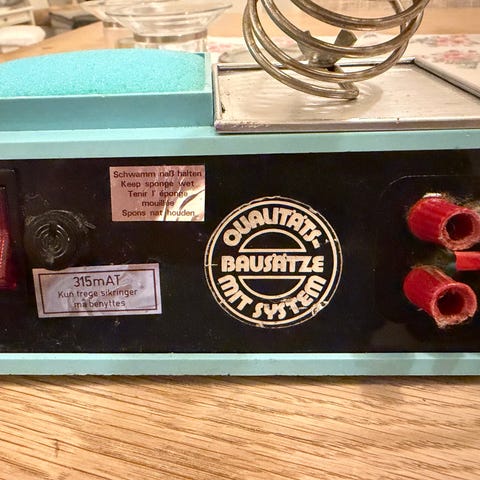 Schwamm naß halten
Keep sponge wet
Tenir l' éponge
mouillée
Spons nat houden
QUALITÄTS-
BAUSÄTZE
MIT SYSTEM
315mAT
Kun trege sikringer
må benyttes